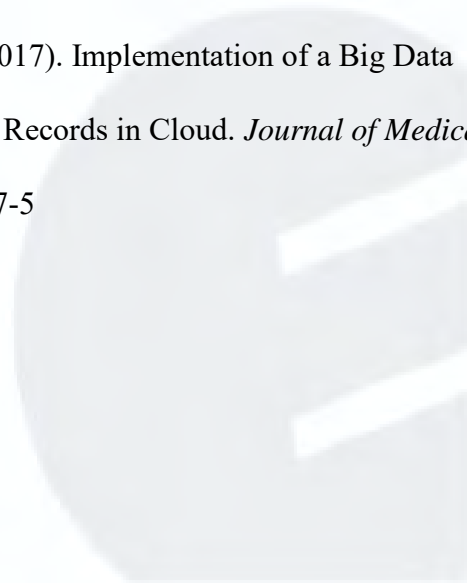 017). Implementation of a Big Data
Records in Cloud. Journal of Medic
7-5